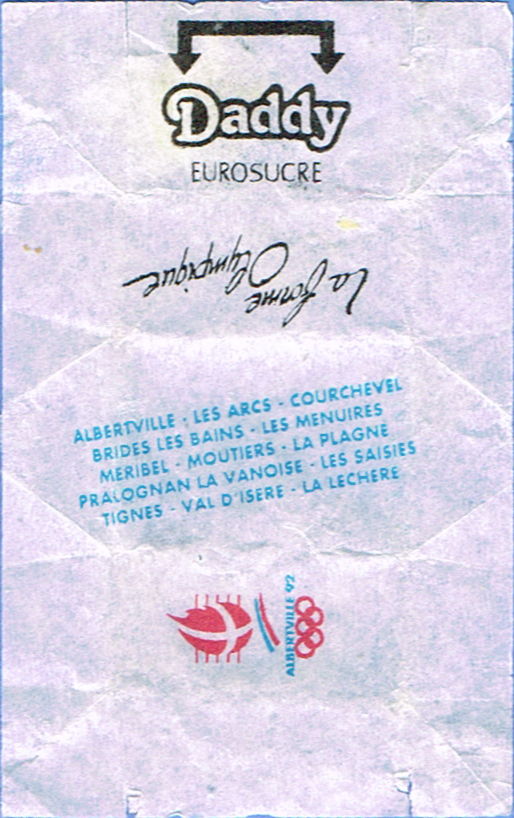 Daddy
EUROSUCRE
La forme
Olympique
ALBERTVILLE - LES ARCS - COURCHEVEL
BRIDES LES BAINS - LES MENUIRES
MERIBEL - MOUTIERS - LA PLAGNE
PRALOGNAN LA VANOISE - LES SAISIES
TIGNES - VAL D'ISERE - LA LECHERE
ALBERTVILLE 92